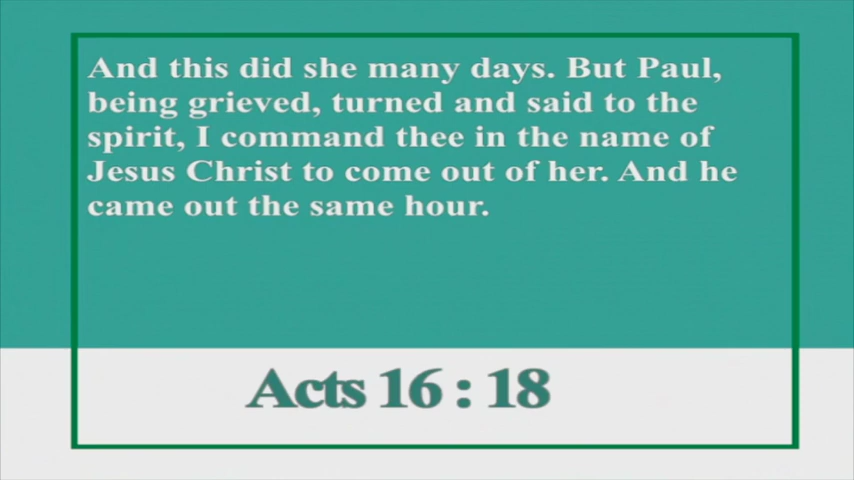 And this did she many days. But Paul,
being grieved, turned and said to the
spirit, I command thee in the name of
Jesus Christ to come out of her. And he
came out the same hour.
Acts 16 : 18